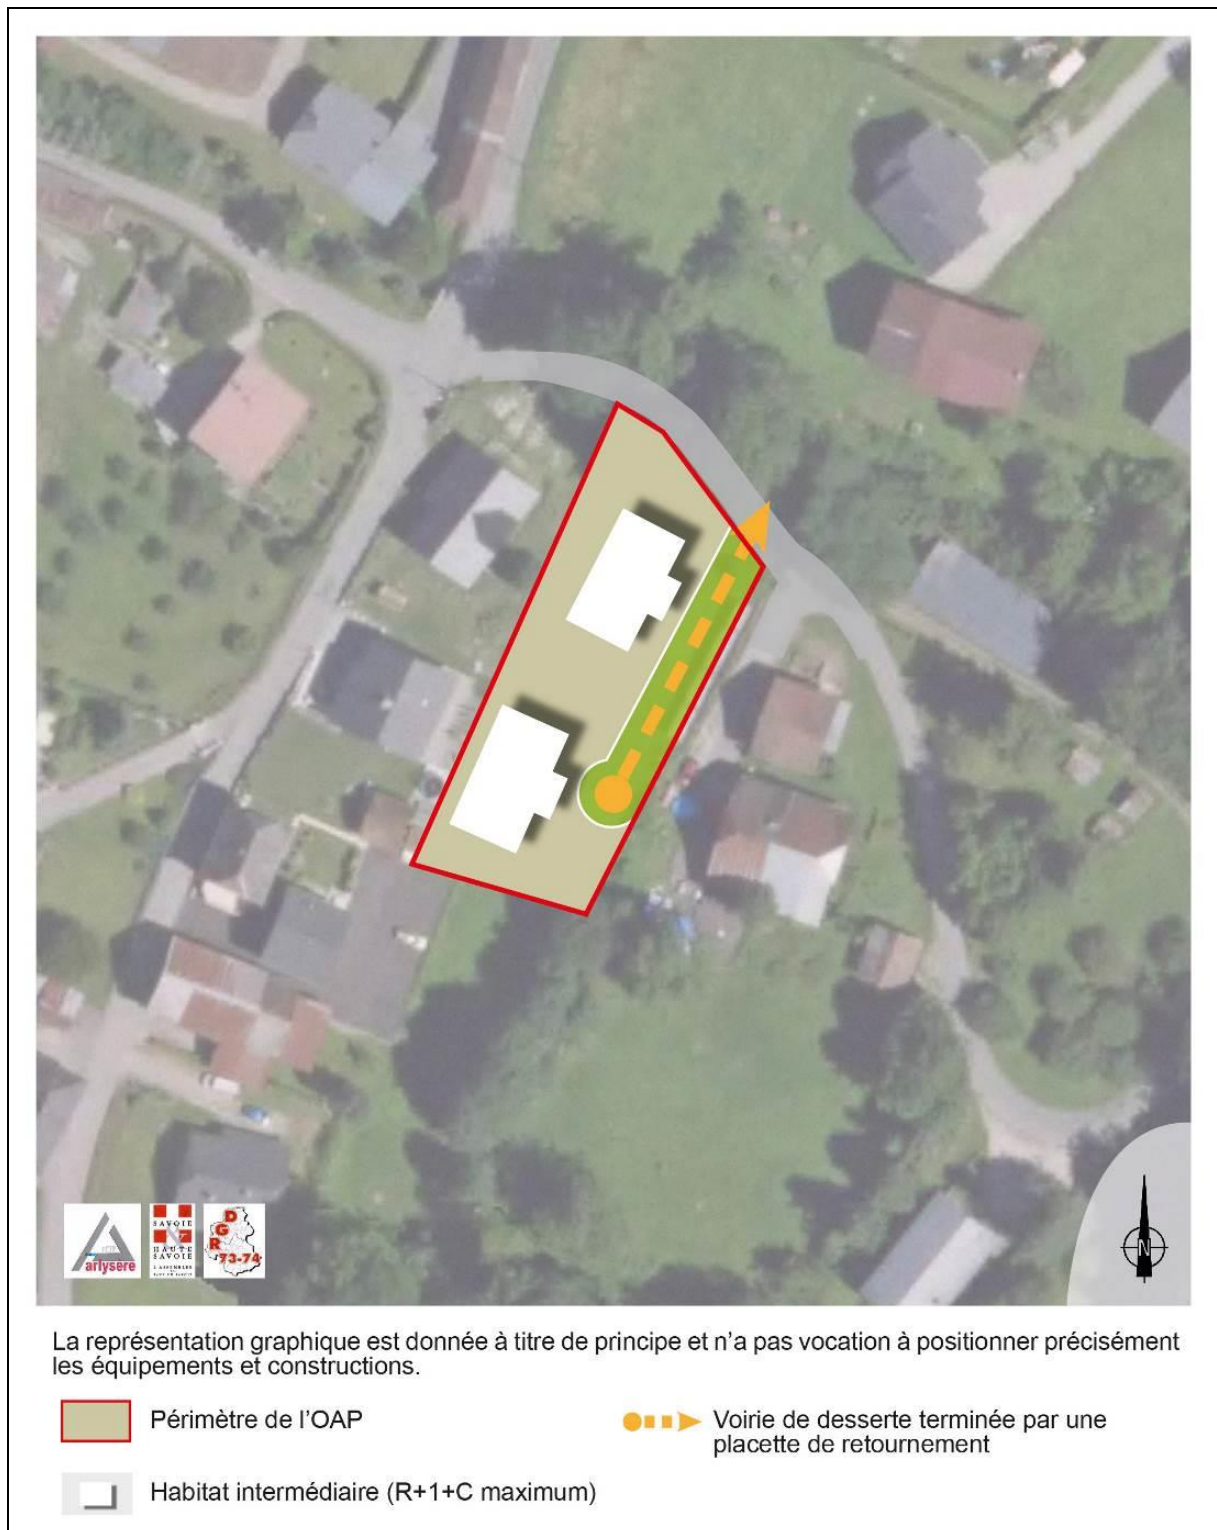 arlysere
SAVOIE
HAUTE
SAVOIE
D
G
R
73-74
N
La représentation graphique est donnée à titre de principe et n'a pas vocation à positionner précisément
les équipements et constructions.
Périmètre de l'OAP
Voirie de desserte terminée par une
placette de retournement
Habitat intermédiaire (R+1+C maximum)